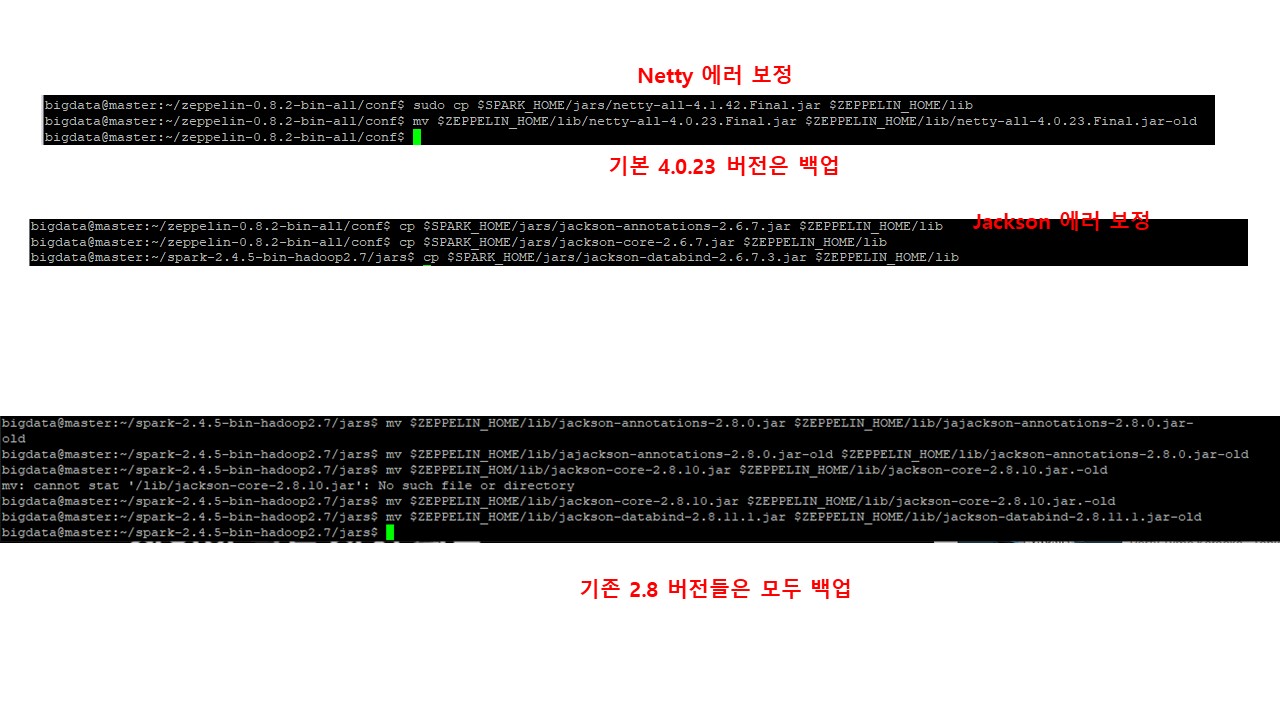 Netty 에러 보정
bigdata@master:~/zeppelin-0.8.2-bin-all/conf$ sudo cp $SPARK_HOME/jars/netty-all-4.1.42.Final.jar $ZEPPELIN_HOME/lib
bigdata@master:~/zeppelin-0.8.2-bin-all/conf$ mv $ZEPPELIN_HOME/lib/netty-all-4.0.23.Final.jar $ZEPPELIN_HOME/lib/netty-all-4.0.23.Final.jar-old
bigdata@master:~/zeppelin-0.8.2-bin-all/conf$
기본 4.0.23 버전은 백업
Jackson 에러 보정
bigdata@master:~/zeppelin-0.8.2-bin-all/conf$ cp $SPARK_HOME/jars/jackson-annotations-2.6.7.jar $ZEPPELIN_HOME/lib
bigdata@master:~/zeppelin-0.8.2-bin-all/conf$ cp $SPARK_HOME/jars/jackson-core-2.6.7.jar $ZEPPELIN_HOME/lib
bigdata@master:~/spark-2.4.5-bin-hadoop2.7/jars$ cp $SPARK_HOME/jars/jackson-databind-2.6.7.3.jar $ZEPPELIN_HOME/lib
bigdata@master:~/spark-2.4.5-bin-hadoop2.7/jars$ mv $ZEPPELIN_HOME/lib/jackson-annotations-2.8.0.jar $ZEPPELIN_HOME/lib/jajackson-annotations-2.8.0.jar-
old
bigdata@master:~/spark-2.4.5-bin-hadoop2.7/jars$ mv $ZEPPELIN_HOME/lib/jajackson-annotations-2.8.0.jar-old $ZEPPELIN_HOME/lib/jackson-annotations-2.8.0.jar-old
bigdata@master:~/spark-2.4.5-bin-hadoop2.7/jars$ mv $ZEPPELIN_HOM/lib/jackson-core-2.8.10.jar $ZEPPELIN_HOME/lib/jackson-core-2.8.10.jar.-old
mv: cannot stat '/lib/jackson-core-2.8.10.jar': No such file or directory
bigdata@master:~/spark-2.4.5-bin-hadoop2.7/jars$ mv $ZEPPELIN_HOME/lib/jackson-core-2.8.10.jar $ZEPPELIN_HOME/lib/jackson-core-2.8.10.jar.-old
bigdata@master:~/spark-2.4.5-bin-hadoop2.7/jars$ mv $ZEPPELIN_HOME/lib/jackson-databind-2.8.11.1.jar $ZEPPELIN_HOME/lib/jackson-databind-2.8.11.1.jar-old
bigdata@master:~/spark-2.4.5-bin-hadoop2.7/jars$
기존 2.8 버전들은 모두 백업